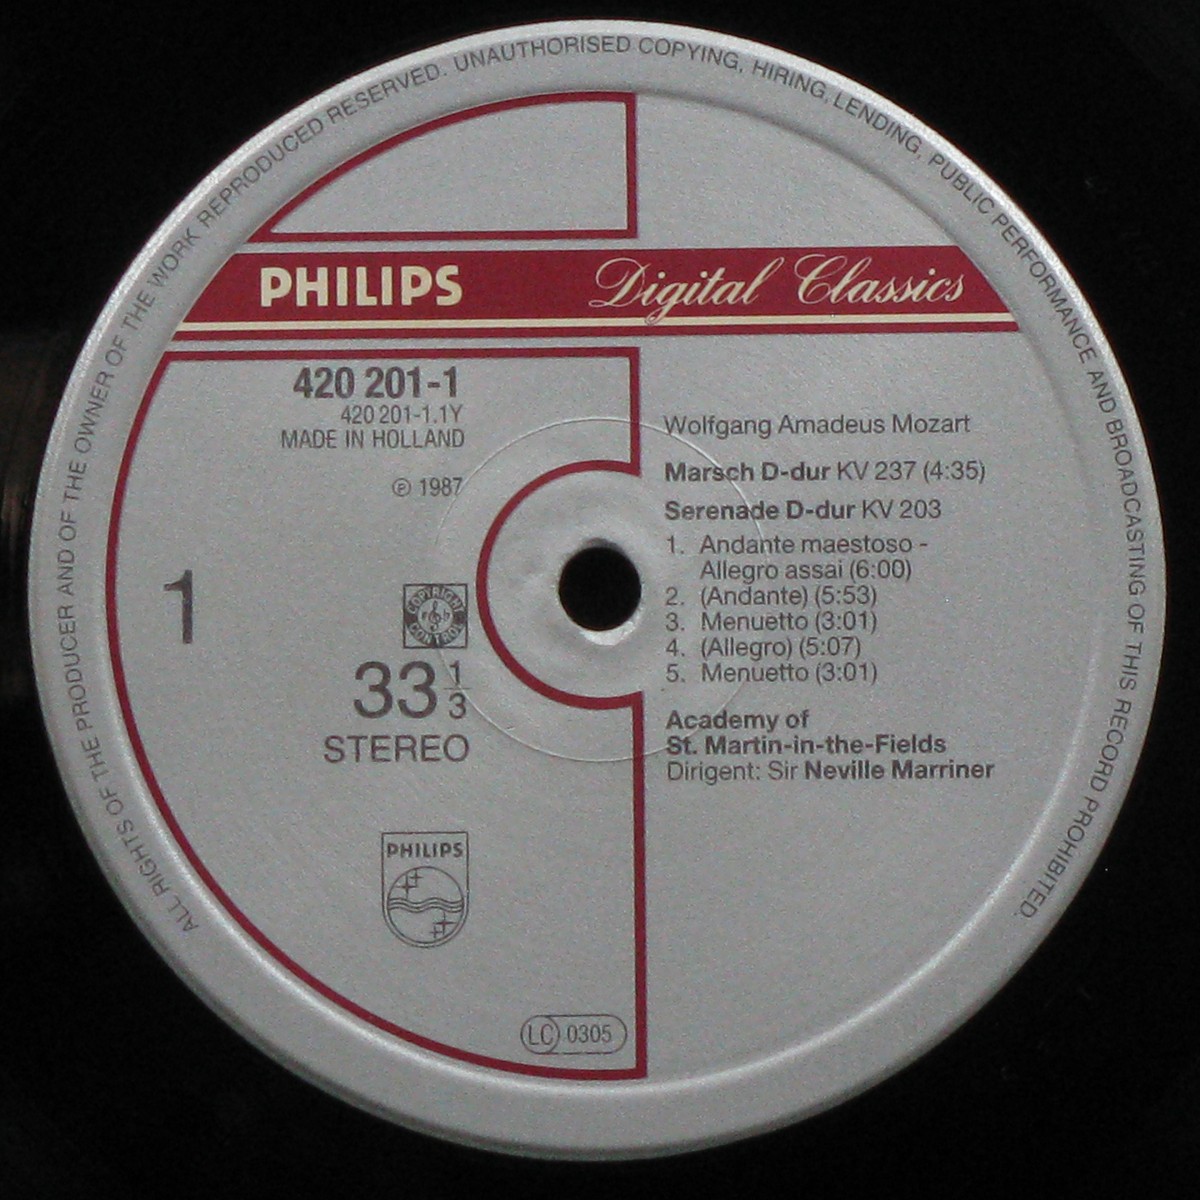 ALL RIGHTS OF THE PRODUCER AND OF THE OWNER OF THE WORK REPRODUCED RESERVED. UNAUTHORISED COPYING, HIRING, LENDING, PUBLIC PERFORMANCE AND BROADCASTING OF THIS RECORD PROHIBITED.
PHILIPS Digital Classics
420 201-1
420 201-1.1Y
MADE IN HOLLAND
℗ 1987
1
COPYRIGHT CONTROL
33 1/3
STEREO
PHILIPS
LC 0305
Wolfgang Amadeus Mozart
Marsch D-dur KV 237 (4:35)
Serenade D-dur KV 203
1. Andante maestoso -
Allegro assai (6:00)
2. (Andante) (5:53)
3. Menuetto (3:01)
4. (Allegro) (5:07)
5. Menuetto (3:01)
Academy of
St. Martin-in-the-Fields
Dirigent: Sir Neville Marriner